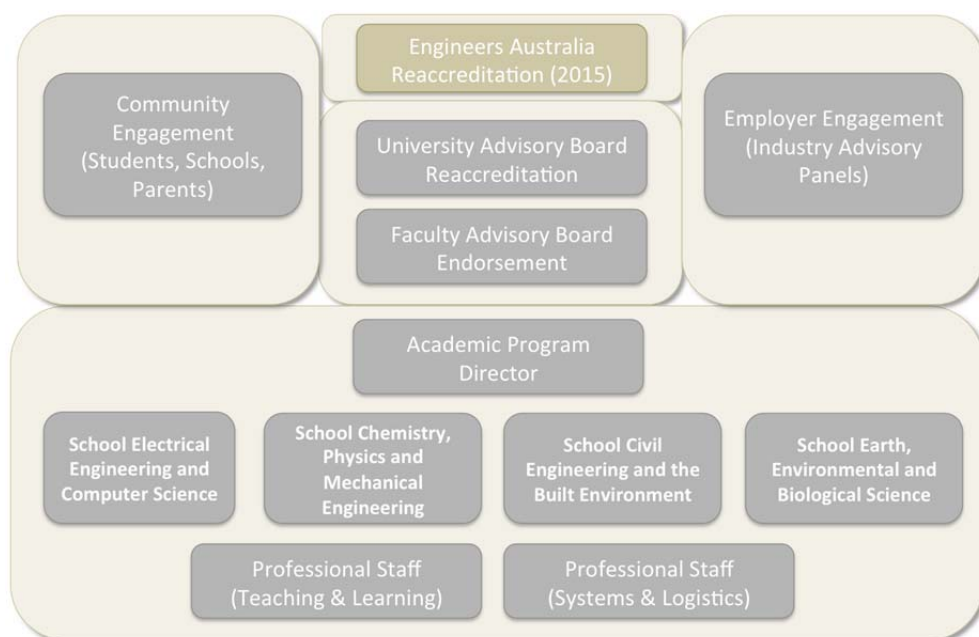 Engineers Australia
Reaccreditation (2015)
Community
Engagement
(Students, Schools,
Parents)
University Advisory Board
Reaccreditation
Faculty Advisory Board
Endorsement
Employer Engagement
(Industry Advisory
Panels)
Academic Program
Director
School Electrical
Engineering and
Computer Science
School Chemistry,
Physics and
Mechanical
Engineering
School Civil
Engineering and the
Built Environment
School Earth,
Environmental and
Biological Science
Professional Staff
(Teaching & Learning)
Professional Staff
(Systems & Logistics)